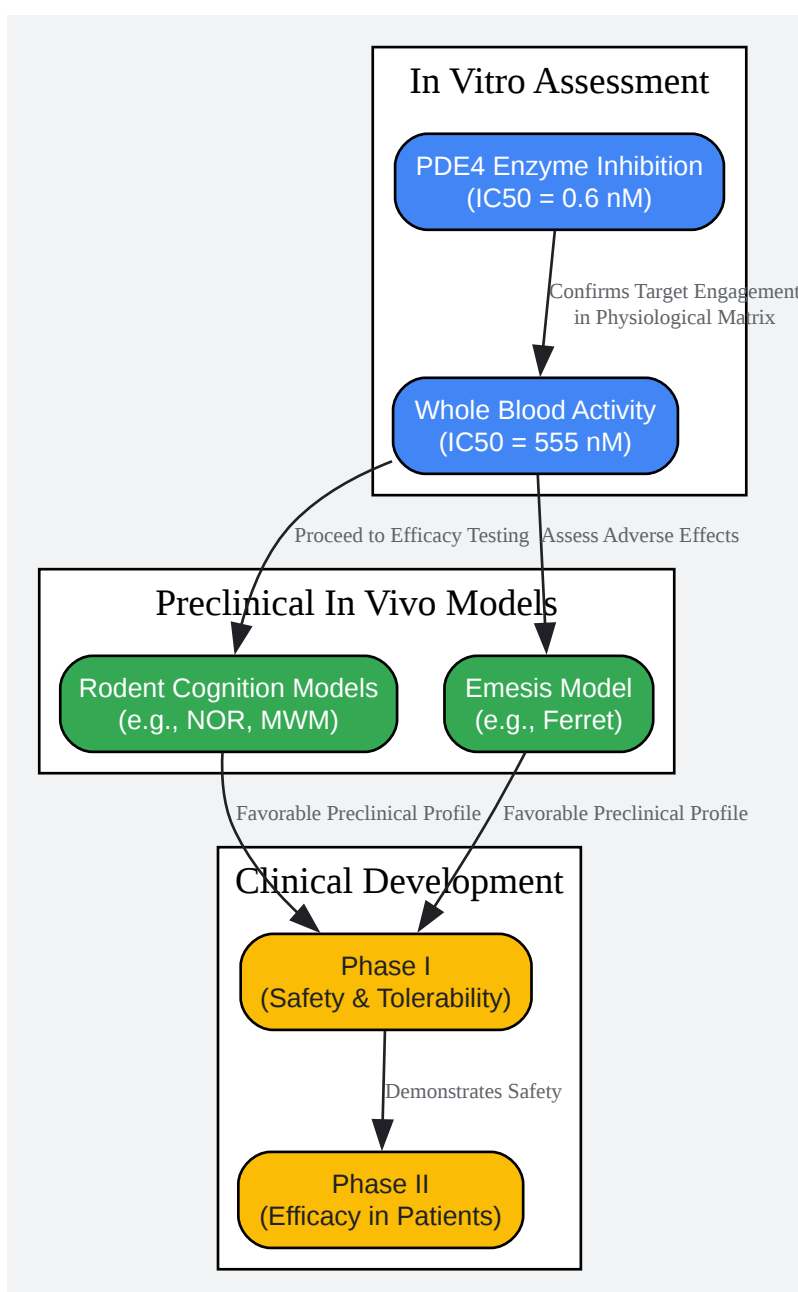 In Vitro Assessment
PDE4 Enzyme Inhibition
(IC50 = 0.6 nM)
Confirms Target Engagement
in Physiological Matrix
Whole Blood Activity
(IC50 = 555 nM)
Proceed to Efficacy Testing
Assess Adverse Effects
Preclinical In Vivo Models
Rodent Cognition Models
(e.g., NOR, MWM)
Emesis Model
(e.g., Ferret)
Favorable Preclinical Profile
Favorable Preclinical Profile
Clinical Development
Phase I
(Safety & Tolerability)
Demonstrates Safety
Phase II
(Efficacy in Patients)